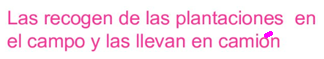 Las recogen de las plantaciones en
el campo y las llevan en camión